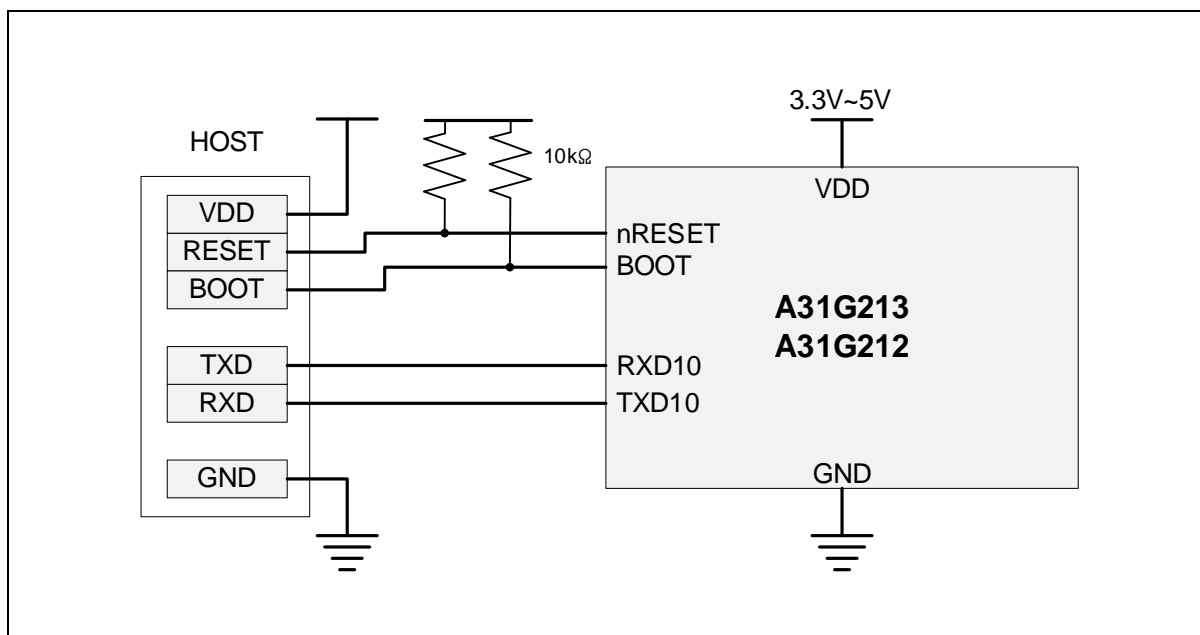 3.3V~5V
HOST
10kΩ
VDD
VDD
RESET
nRESET
BOOT
BOOT
A31G213
A31G212
TXD
RXD10
RXD
TXD10
GND
GND